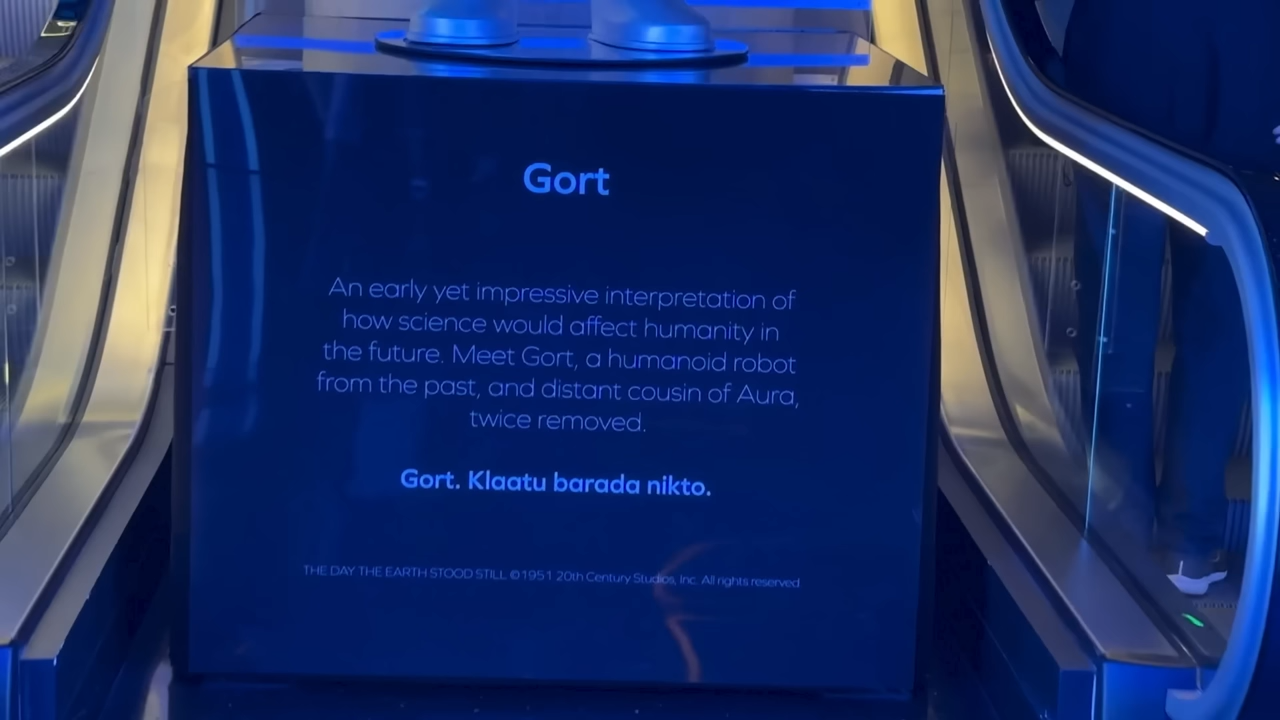 Gort
An early yet impressive interpretation of
how science would affect humanity in
the future. Meet Gort, a humanoid robot
from the past, and distant cousin of Aura,
twice removed.
Gort. Klaatu barada nikto.
THE DAY THE EARTH STOOD STILL ©1951 20th Century Studios, Inc. All rights reserved